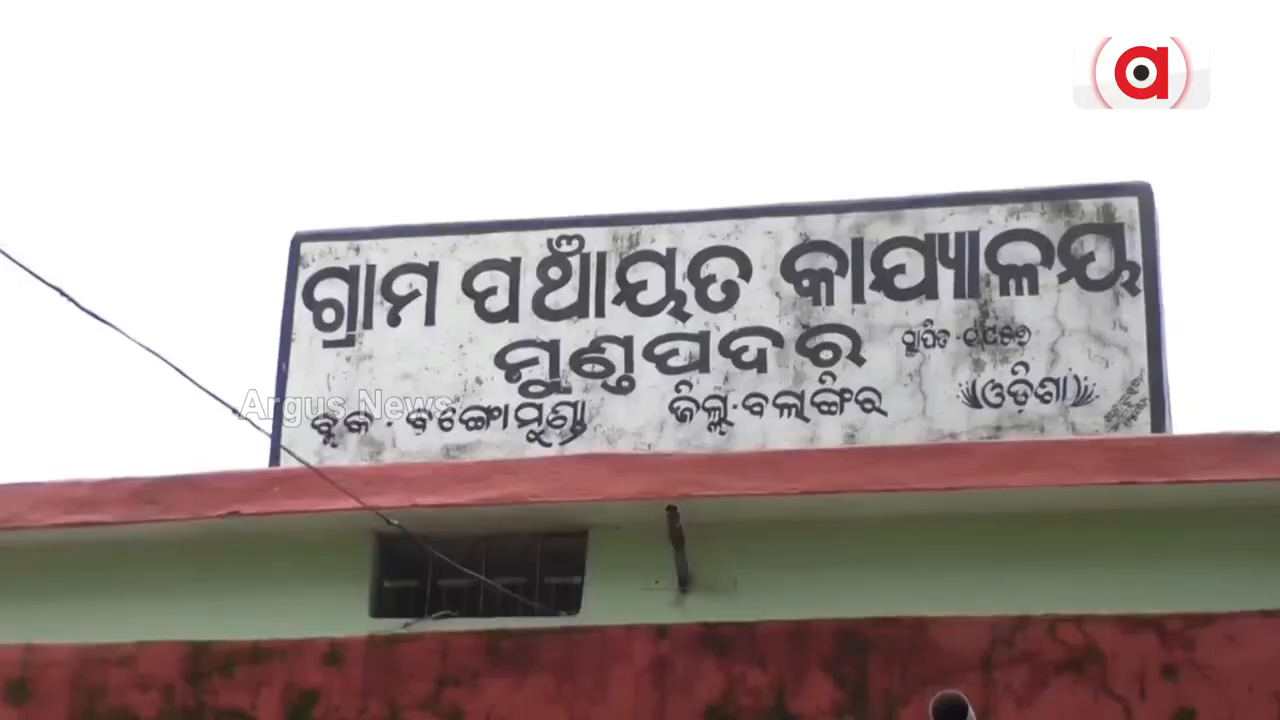 ଗ୍ରାମ ପଞ୍ଚାୟତ କାଯ୍ୟାଳୟ
ମୁଣ୍ଡପଦର ସ୍ଥାପିତ
ବ୍ଲକ - ବଙ୍ଗୋମୁଣ୍ଡା ଜିଲ୍ଲା-ବଲାଙ୍ଗିର (ଓଡ଼ିଶା)
Argus News